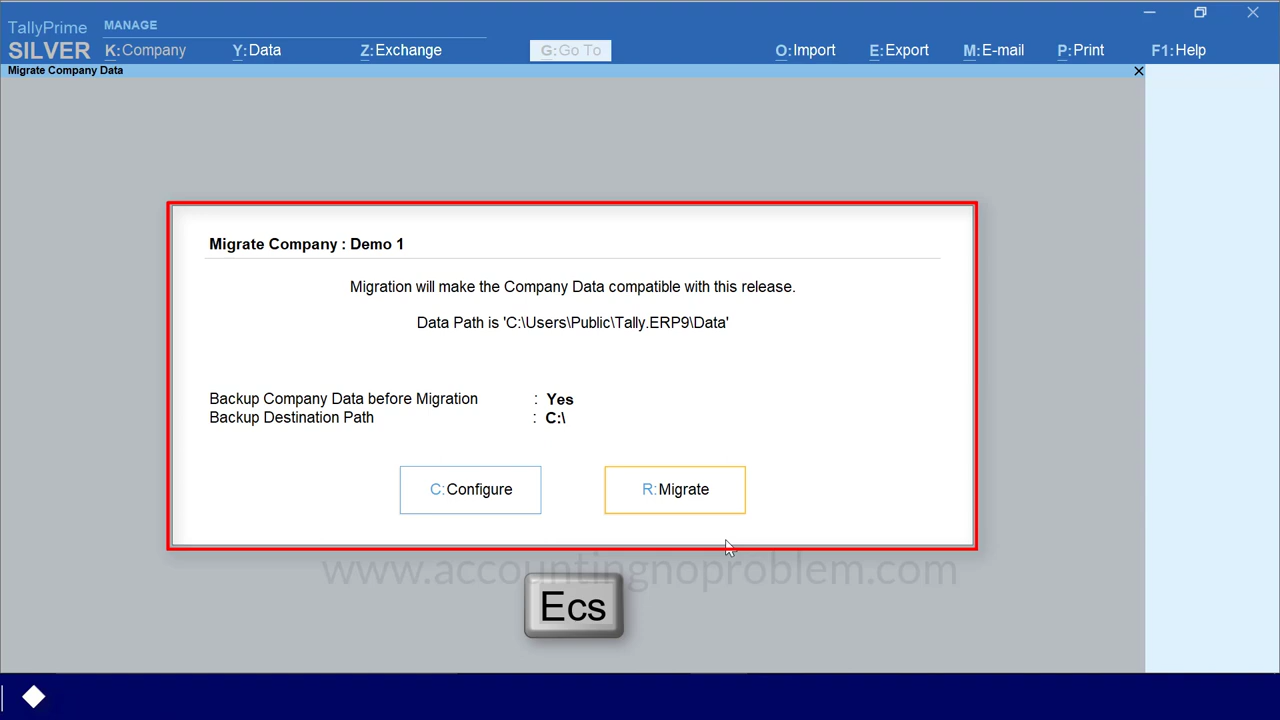 TallyPrime MANAGE
SILVER K:Company Y:Data Z:Exchange G:Go To O:Import E:Export M:E-mail P:Print F1:Help
Migrate Company Data
Migrate Company : Demo 1
Migration will make the Company Data compatible with this release.
Data Path is 'C:\Users\Public\Tally.ERP9\Data'
Backup Company Data before Migration : Yes
Backup Destination Path : C:\
C:Configure R:Migrate
www.accountingnoproblem.com
Ecs